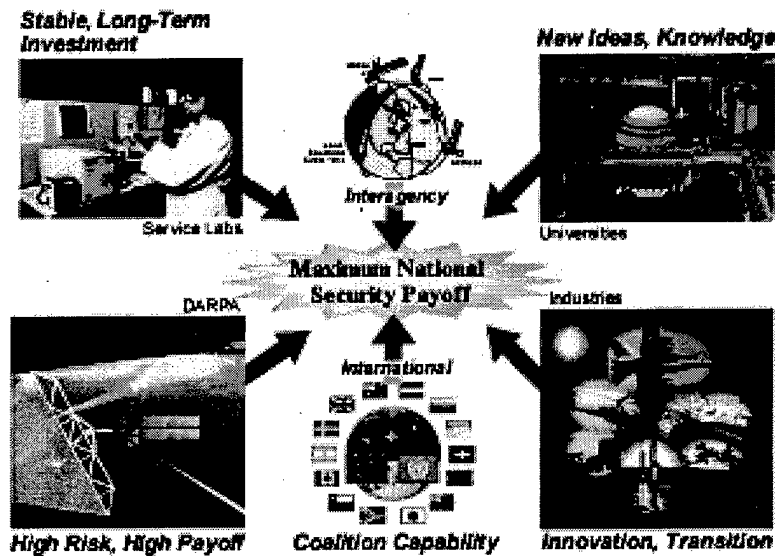 Stable, Long-Term
Investment
New Ideas, Knowledge
Interagency
Service Labs
Universities
Maximum National
Security Payoff
DARPA
Industries
International
High Risk, High Payoff
Coalition Capability
Innovation, Transition